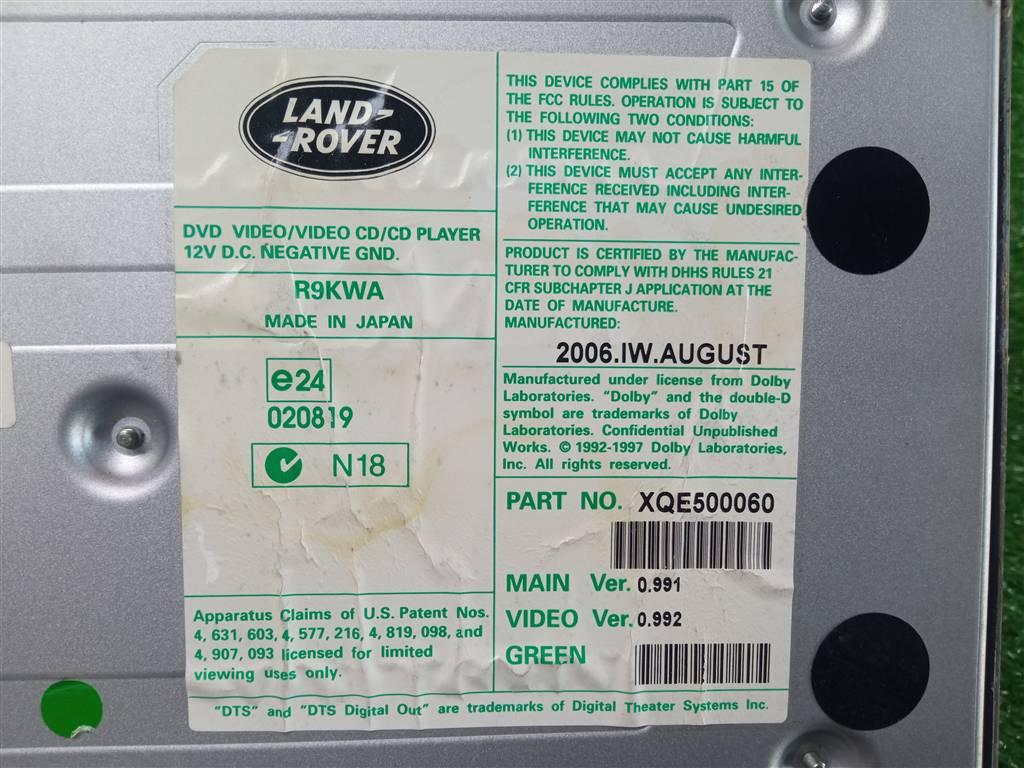 LAND-
-ROVER
DVD VIDEO/VIDEO CD/CD PLAYER
12V D.C. NEGATIVE GND.
R9KWA
MADE IN JAPAN
e24
020819
N18
Apparatus Claims of U.S. Patent Nos.
4, 631, 603, 4, 577, 216, 4, 819, 098, and
4, 907, 093 licensed for limited
viewing uses only.
THIS DEVICE COMPLIES WITH PART 15 OF
THE FCC RULES. OPERATION IS SUBJECT TO
THE FOLLOWING TWO CONDITIONS:
(1) THIS DEVICE MAY NOT CAUSE HARMFUL
INTERFERENCE.
(2) THIS DEVICE MUST ACCEPT ANY INTER-
FERENCE RECEIVED INCLUDING INTER-
FERENCE THAT MAY CAUSE UNDESIRED
OPERATION.
PRODUCT IS CERTIFIED BY THE MANUFAC-
TURER TO COMPLY WITH DHHS RULES 21
CFR SUBCHAPTER J APPLICATION AT THE
DATE OF MANUFACTURE.
MANUFACTURED:
2006.IW.AUGUST
Manufactured under license from Dolby
Laboratories. "Dolby" and the double-D
symbol are trademarks of Dolby
Laboratories. Confidential Unpublished
Works. © 1992-1997 Dolby Laboratories,
Inc. All rights reserved.
PART NO. XQE500060
MAIN Ver. 0.991
VIDEO Ver. 0.992
GREEN
"DTS" and "DTS Digital Out" are trademarks of Digital Theater Systems Inc.